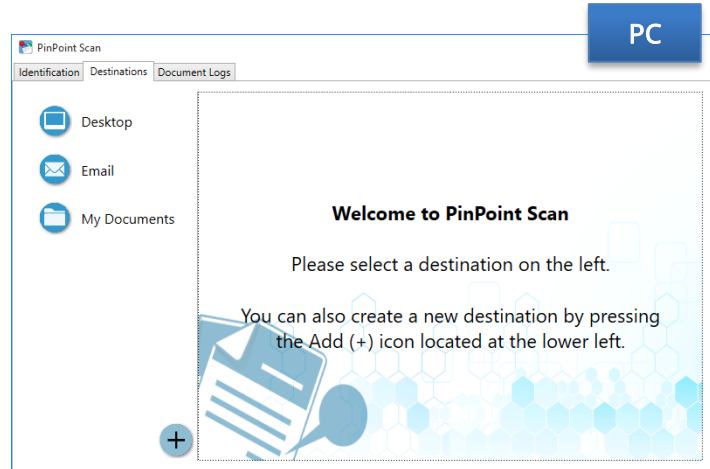 PC
PinPoint Scan
Identification Destinations Document Logs
Desktop
Email
My Documents
Welcome to PinPoint Scan
Please select a destination on the left.
You can also create a new destination by pressing
the Add (+) icon located at the lower left.
+